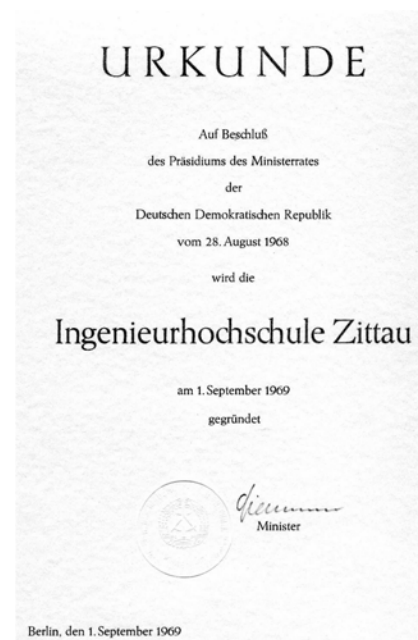 URKUNDE
Auf Beschluß
des Präsidiums des Ministerrates
der
Deutschen Demokratischen Republik
vom 28. August 1968
wird die
Ingenieurhochschule Zittau
am 1. September 1969
gegründet
Minister
Berlin, den 1. September 1969